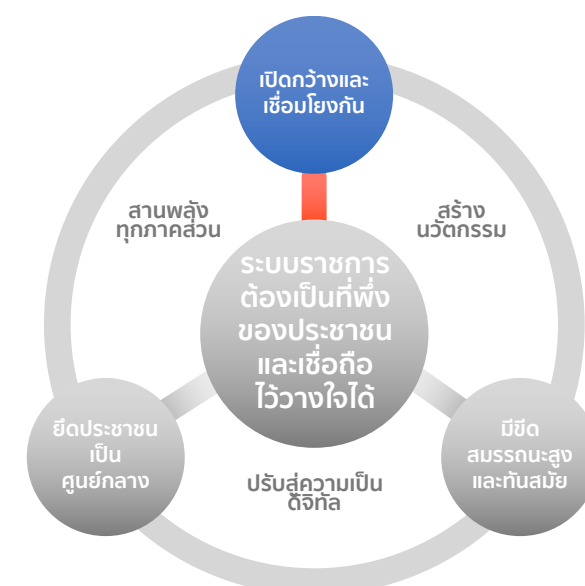 เปิดกว้างและ
เชื่อมโยงกัน
สานพลัง
ทุกภาคส่วน
สร้าง
นวัตกรรม
ระบบราชการ
ต้องเป็นที่พึ่ง
ของประชาชน
และเชื่อถือ
ไว้วางใจได้
ยึดประชาชน
เป็น
ศูนย์กลาง
มีขีด
สมรรถนะสูง
และทันสมัย
ปรับสู่ความเป็น
ดิจิทัล